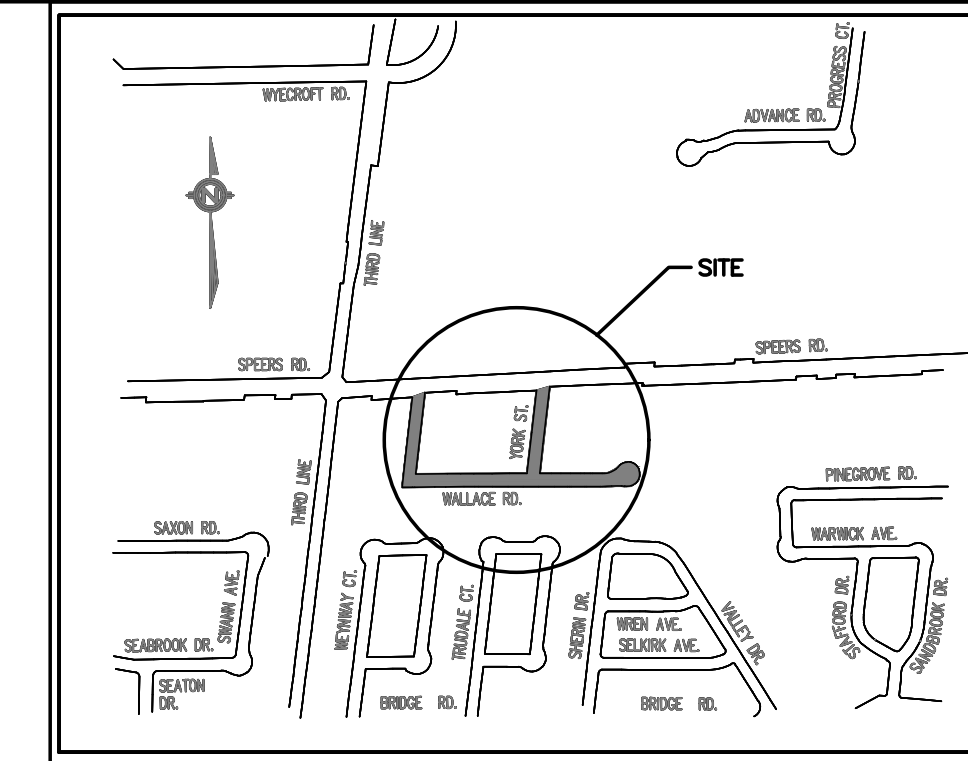 PROGRESS CT.
WYECROFT RD.
ADVANCE RD.
N
THIRD LINE
SITE
SPEERS RD.
SPEERS RD.
YORK ST.
THIRD LINE
WALLACE RD.
PINEGROVE RD.
SAXON RD.
WARWICK AVE.
SWANN AVE.
WEYNWAY CT.
TRUDALE CT.
SHERIN DR.
VALLEY DR.
STAFFORD DR.
SANDBROOK DR.
WREN AVE.
SEABROOK DR.
SELKIRK AVE.
SEATON
DR.
BRIDGE RD.
BRIDGE RD.